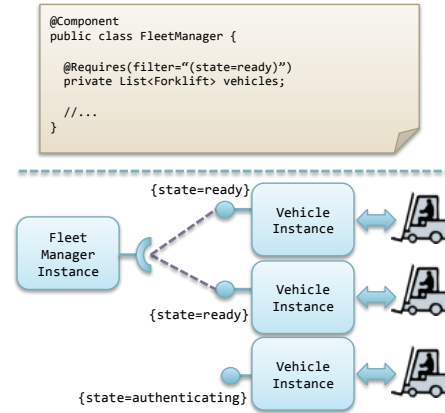 @Component
public class FleetManager {
@Requires(filter=“(state=ready)”)
private List<Forklift> vehicles;
//...
}
{state=ready}
Vehicle
Instance
Fleet
Manager
Instance
Vehicle
Instance
{state=ready}
Vehicle
Instance
{state=authenticating}